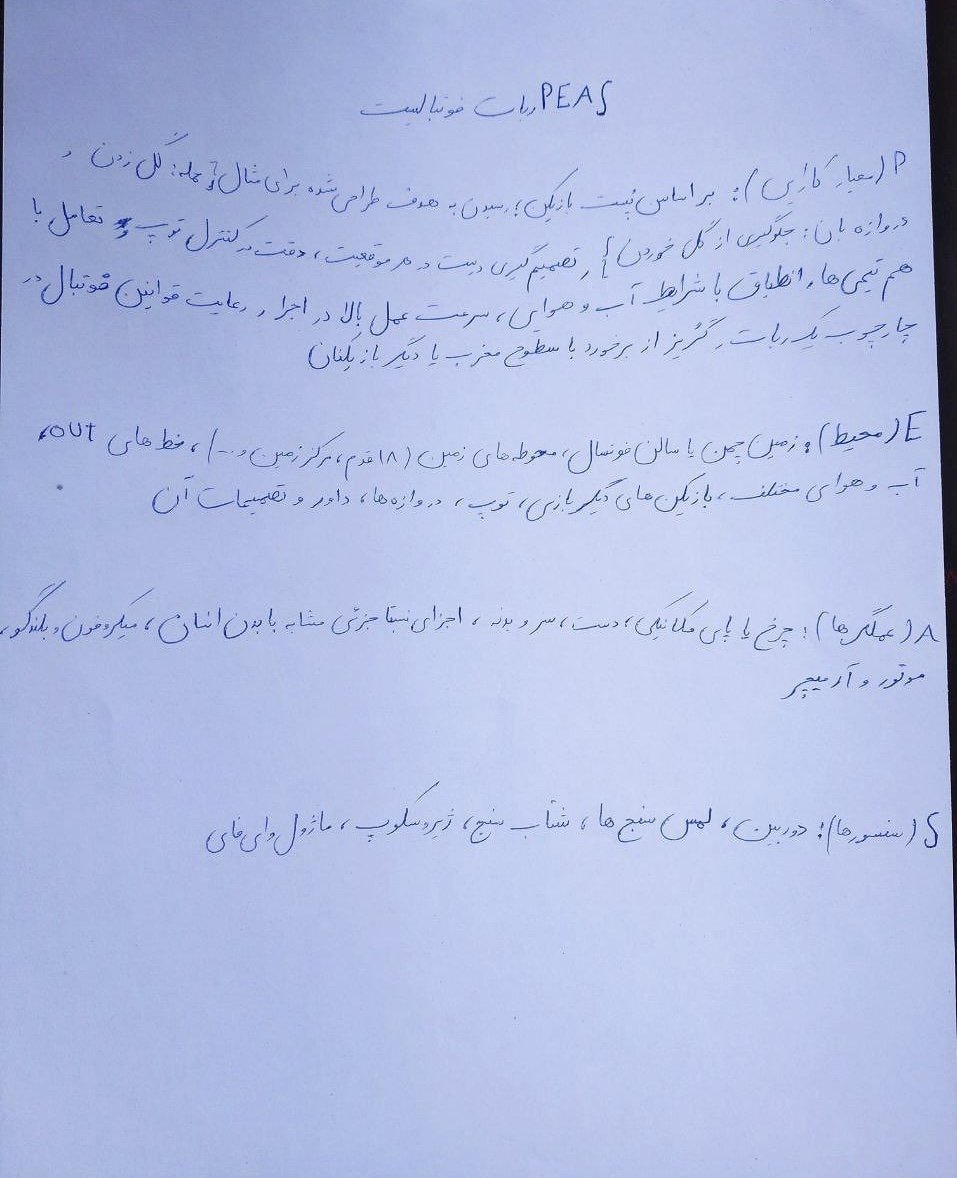 PEAS ربات فوتبالیست
P (معیار کارایی): بر اساس پُست بازیکن؛ رسیدن به هدف طراحی شده برای مثال { حمله: گل زدن و
دروازه بان: جلوگیری از گل خوردن } , تصمیم گیری درست در هر موقعیت، دقت در کنترل توپ و تعامل با
هم تیمی ها, انطباق با شرایط آب و هوایی، سرعت عمل بالا در اجرا, رعایت قوانین فوتبال در
چارچوب یک ربات, گریز از برخورد با سطوح مخرب یا دیگر بازیکنان
E (محیط): زمین چمن یا سالن فوتسال، محوطه های زمین (۱۸ قدم، مرکز زمین و ...)، خط های out،
آب و هوای مختلف، بازیکن های دیگر بازی، توپ، دروازه ها، داور و تصمیمات آن
A (عملگرها): چرخ یا پای مکانیکی، دست، سر و بدنه، اجزای نسبتا جزئی مشابه با بدن انسان، میکروفون و بلندگو،
موتور و آرمیچر
S (سنسورها): دوربین، لمس سنج ها، شتاب سنج، ژیروسکوپ، ماژول وای فای